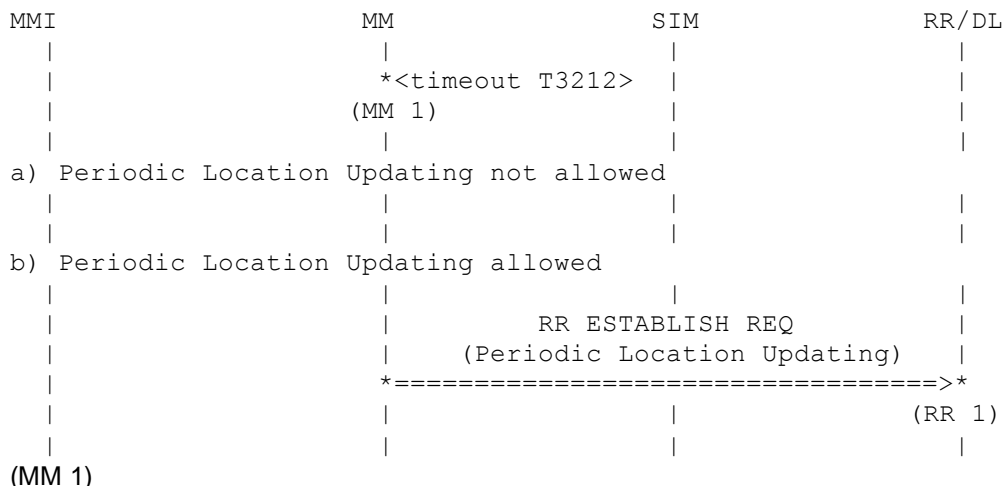 MMI MM SIM RR/DL
| | | |
| *<timeout T3212> | |
| (MM 1) | |
| | | |
a) Periodic Location Updating not allowed
| | | |
| | | |
b) Periodic Location Updating allowed
| | | |
| | RR ESTABLISH REQ |
| | (Periodic Location Updating) |
| *==================================>*
| | | (RR 1)
| | | |
(MM 1)